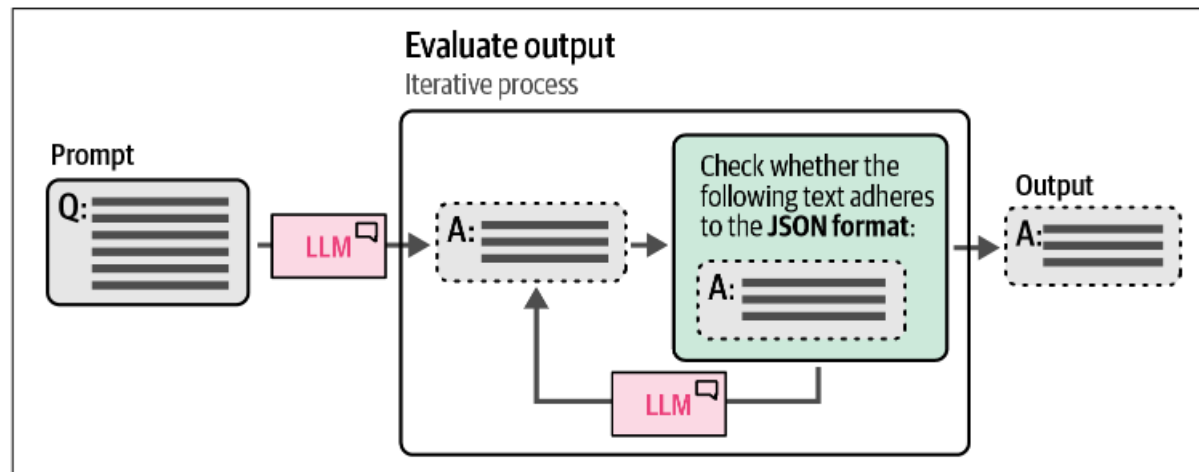 Evaluate output
Iterative process
Prompt
Q:
LLM
A:
Check whether the
following text adheres
to the JSON format:
A:
LLM
Output
A: